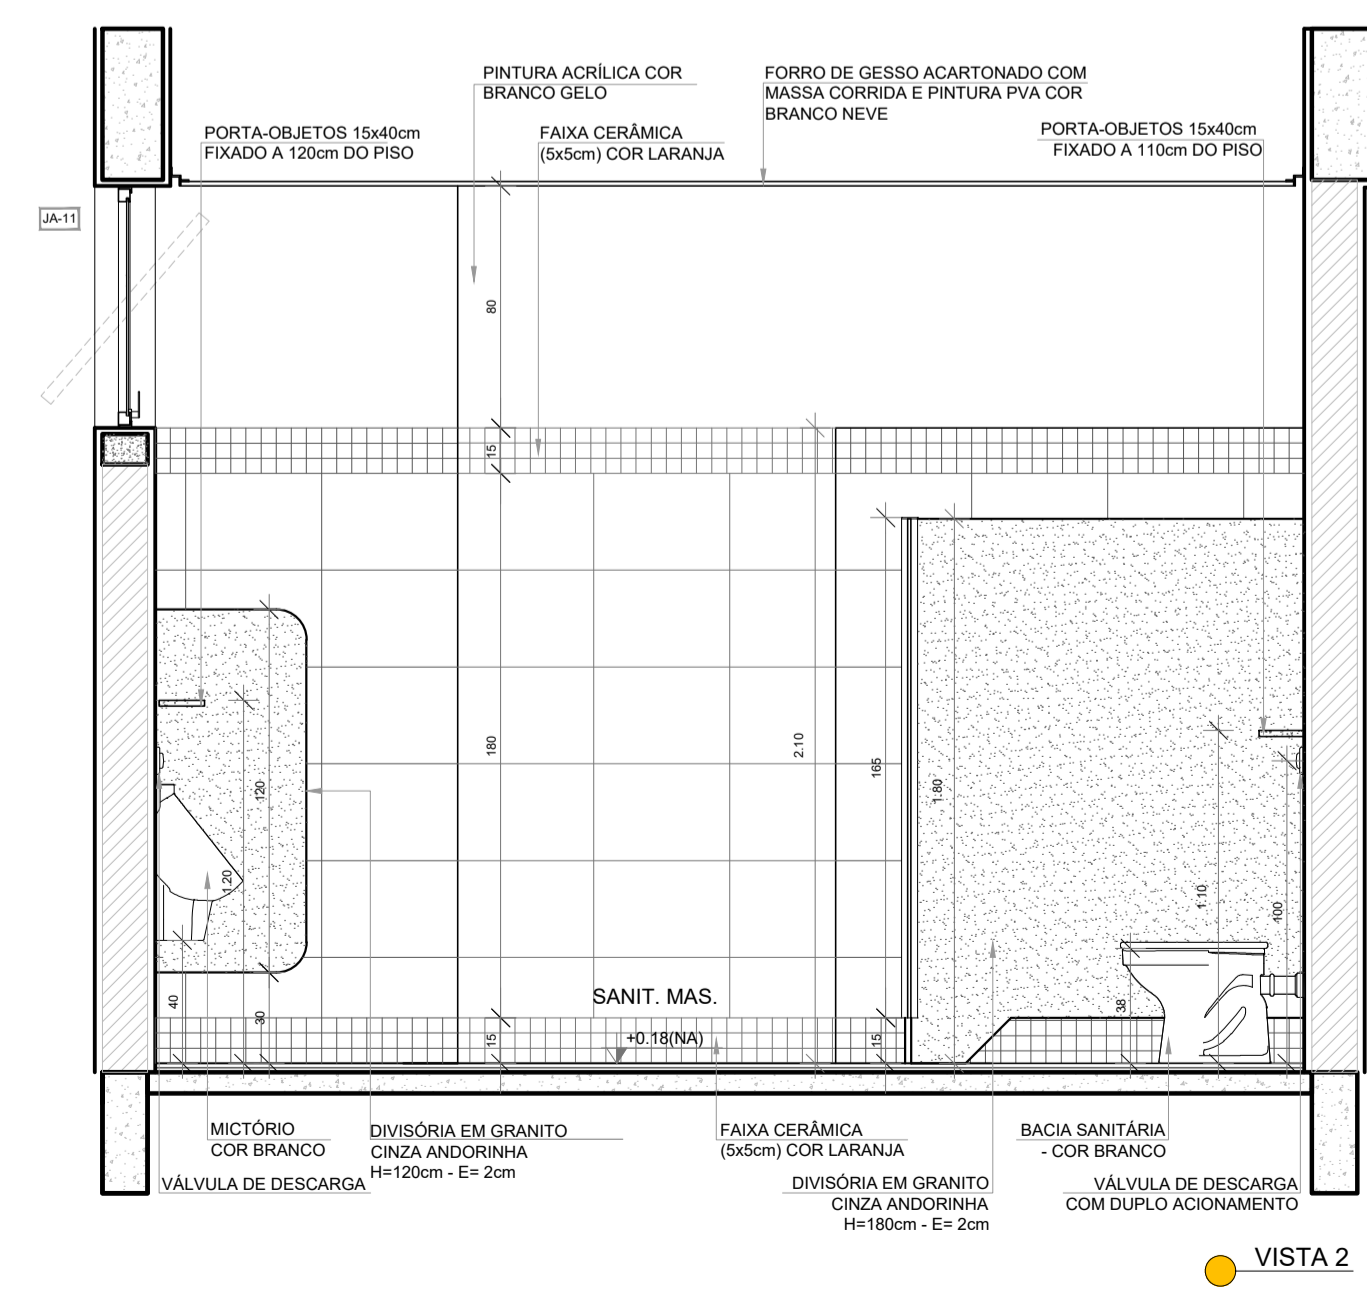 PINTURA ACRÍLICA COR
BRANCO GELO
FORRO DE GESSO ACARTONADO COM
MASSA CORRIDA E PINTURA PVA COR
BRANCO NEVE
PORTA-OBJETOS 15x40cm
FIXADO A 120cm DO PISO
FAIXA CERÂMICA
(5x5cm) COR LARANJA
PORTA-OBJETOS 15x40cm
FIXADO A 110cm DO PISO
JA-11
80
15
180
2.10
165
1.80
120
1.20
1.10
100
40
30
38
SANIT. MAS.
+0.18(NA)
15
15
MICTÓRIO
COR BRANCO
VÁLVULA DE DESCARGA
DIVISÓRIA EM GRANITO
CINZA ANDORINHA
H=120cm - E= 2cm
FAIXA CERÂMICA
(5x5cm) COR LARANJA
DIVISÓRIA EM GRANITO
CINZA ANDORINHA
H=180cm - E= 2cm
BACIA SANITÁRIA
- COR BRANCO
VÁLVULA DE DESCARGA
COM DUPLO ACIONAMENTO
VISTA 2